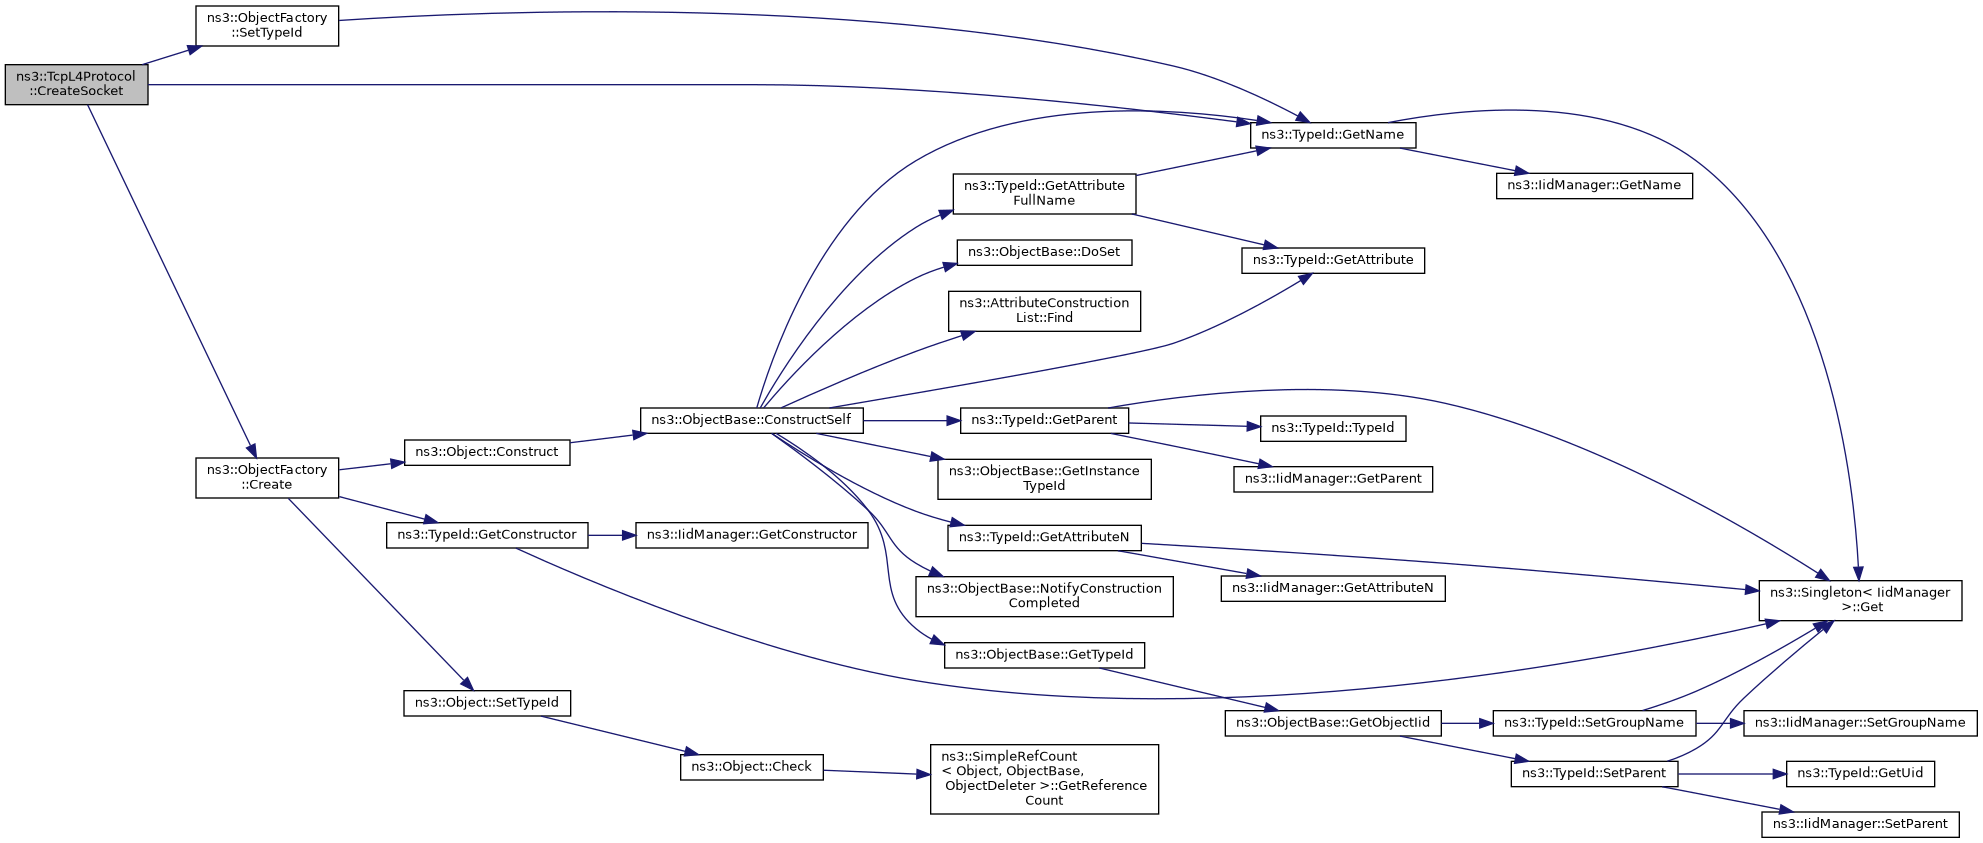 ns3::TcpL4Protocol
::CreateSocket
ns3::ObjectFactory
::SetTypeId
ns3::ObjectFactory
::Create
ns3::Object::Construct
ns3::TypeId::GetConstructor
ns3::Object::SetTypeId
ns3::ObjectBase::ConstructSelf
ns3::IidManager::GetConstructor
ns3::Object::Check
ns3::TypeId::GetAttribute
FullName
ns3::ObjectBase::DoSet
ns3::AttributeConstruction
List::Find
ns3::TypeId::GetParent
ns3::ObjectBase::GetInstance
TypeId
ns3::TypeId::GetAttributeN
ns3::ObjectBase::NotifyConstruction
Completed
ns3::ObjectBase::GetTypeId
ns3::SimpleRefCount
< Object, ObjectBase,
ObjectDeleter >::GetReference
Count
ns3::TypeId::GetName
ns3::TypeId::GetAttribute
ns3::TypeId::TypeId
ns3::IidManager::GetParent
ns3::IidManager::GetAttributeN
ns3::ObjectBase::GetObjectIid
ns3::IidManager::GetName
ns3::TypeId::SetGroupName
ns3::TypeId::SetParent
ns3::Singleton< IidManager
>::Get
ns3::IidManager::SetGroupName
ns3::TypeId::GetUid
ns3::IidManager::SetParent